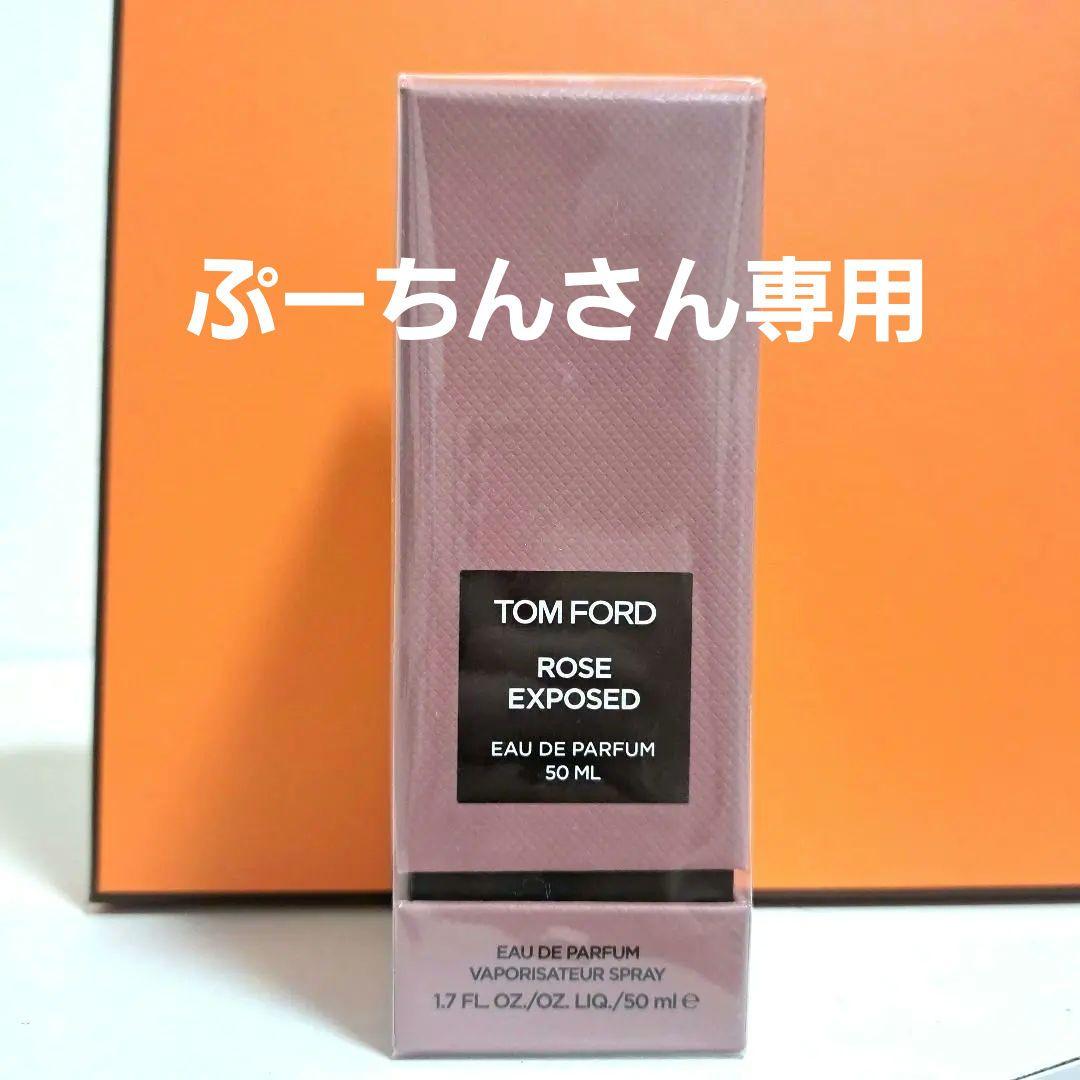 ぷーちんさん専用
TOM FORD
ROSE
EXPOSED
EAU DE PARFUM
50 ML
EAU DE PARFUM
VAPORISATEUR SPRAY
1.7 FL. OZ./OZ. LIQ./50 ml ℮